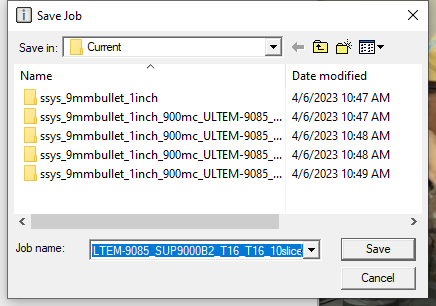 Save Job
Save in: Current
Name Date modified
ssys_9mmbullet_1inch 4/6/2023 10:47 AM
ssys_9mmbullet_1inch_900mc_ULTEM-9085_... 4/6/2023 10:47 AM
ssys_9mmbullet_1inch_900mc_ULTEM-9085_... 4/6/2023 10:48 AM
ssys_9mmbullet_1inch_900mc_ULTEM-9085_... 4/6/2023 10:48 AM
ssys_9mmbullet_1inch_900mc_ULTEM-9085_... 4/6/2023 10:49 AM
Job name: LTEM-9085_SUP9000B2_T16_T16_10slice Save
Cancel